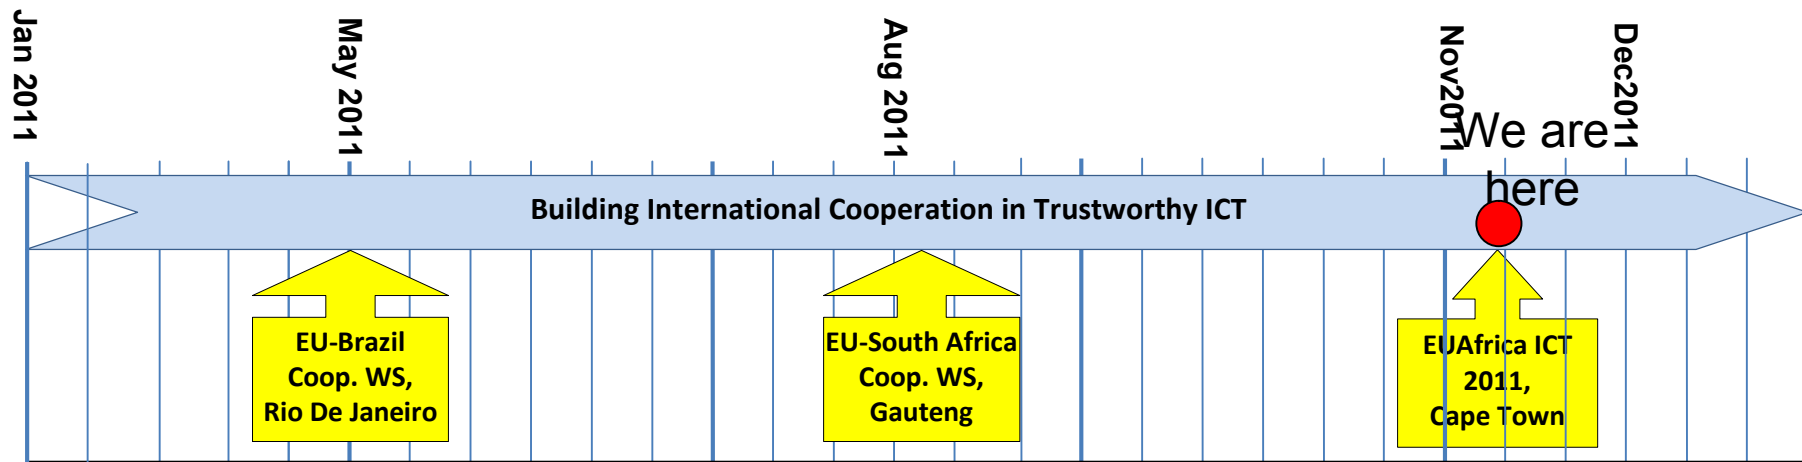 Jan 2011
May 2011
Aug 2011
Nov2011
Dec2011
We are
here
Building International Cooperation in Trustworthy ICT
EU-Brazil
Coop. WS,
Rio De Janeiro
EU-South Africa
Coop. WS,
Gauteng
EUAfrica ICT
2011,
Cape Town